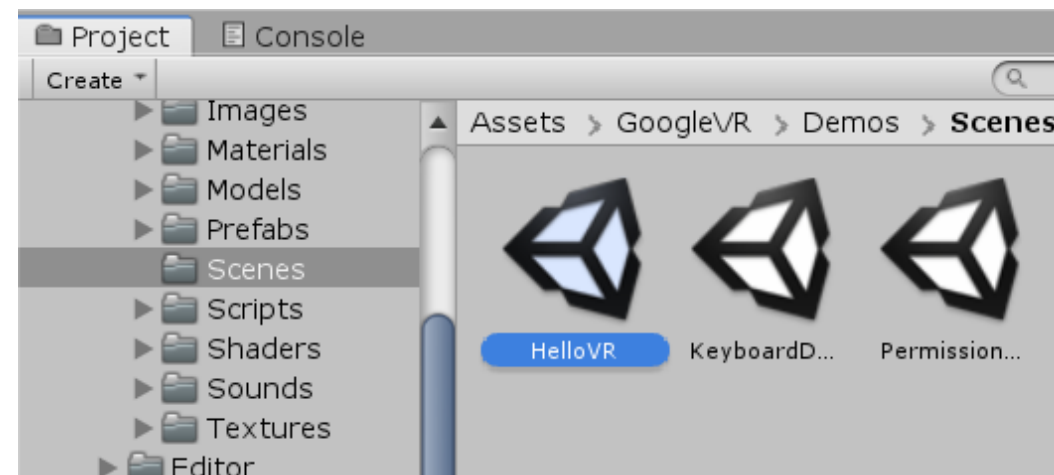 Project Console
Create
Images
Materials
Models
Prefabs
Scenes
Scripts
Shaders
Sounds
Textures
Editor
Assets > GoogleVR > Demos > Scenes
HelloVR KeyboardD... Permission...